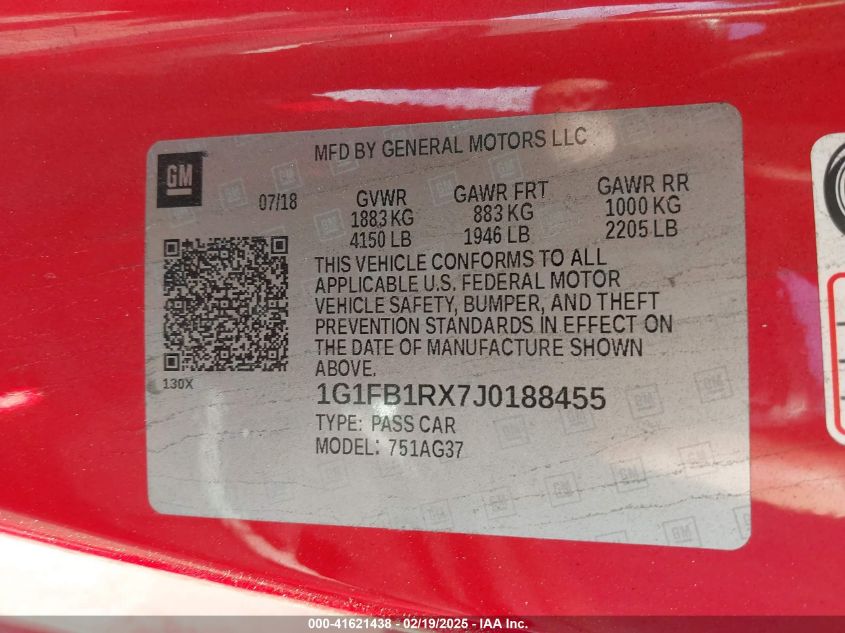 MFD BY GENERAL MOTORS LLC
GM
07/18
GVWR GAWR FRT GAWR RR
1883 KG 883 KG 1000 KG
4150 LB 1946 LB 2205 LB
THIS VEHICLE CONFORMS TO ALL
APPLICABLE U.S. FEDERAL MOTOR
VEHICLE SAFETY, BUMPER, AND THEFT
PREVENTION STANDARDS IN EFFECT ON
THE DATE OF MANUFACTURE SHOWN
ABOVE.
130X
1G1FB1RX7J0188455
TYPE: PASS CAR
MODEL: 751AG37
000-41621438 - 02/19/2025 - IAA Inc.